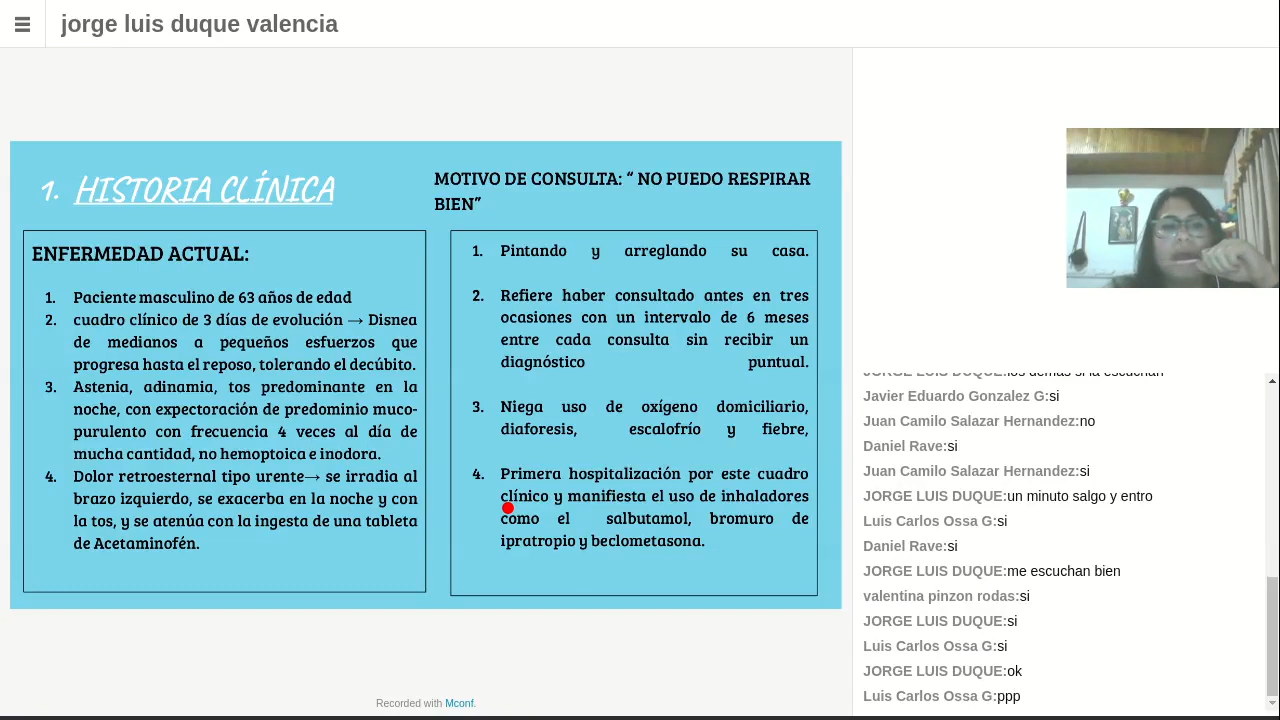 jorge luis duque valencia
1. HISTORIA CLÍNICA
MOTIVO DE CONSULTA: “ NO PUEDO RESPIRAR
BIEN”
ENFERMEDAD ACTUAL:
1. Paciente masculino de 63 años de edad
2. cuadro clínico de 3 días de evolución → Disnea
de medianos a pequeños esfuerzos que
progresa hasta el reposo, tolerando el decúbito.
3. Astenia, adinamia, tos predominante en la
noche, con expectoración de predominio muco-
purulento con frecuencia 4 veces al día de
mucha cantidad, no hemoptoica e inodora.
4. Dolor retroesternal tipo urente→ se irradia al
brazo izquierdo, se exacerba en la noche y con
la tos, y se atenúa con la ingesta de una tableta
de Acetaminofén.
1. Pintando y arreglando su casa.
2. Refiere haber consultado antes en tres
ocasiones con un intervalo de 6 meses
entre cada consulta sin recibir un
diagnóstico puntual.
3. Niega uso de oxígeno domiciliario,
diaforesis, escalofrío y fiebre,
4. Primera hospitalización por este cuadro
clínico y manifiesta el uso de inhaladores
como el salbutamol, bromuro de
ipratropio y beclometasona.
JORGE LUIS DUQUE:los demas si la escuchan
Javier Eduardo Gonzalez G:si
Juan Camilo Salazar Hernandez:no
Daniel Rave:si
Juan Camilo Salazar Hernandez:si
JORGE LUIS DUQUE:un minuto salgo y entro
Luis Carlos Ossa G:si
Daniel Rave:si
JORGE LUIS DUQUE:me escuchan bien
valentina pinzon rodas:si
JORGE LUIS DUQUE:si
Luis Carlos Ossa G:si
JORGE LUIS DUQUE:ok
Luis Carlos Ossa G:ppp
Recorded with Mconf.